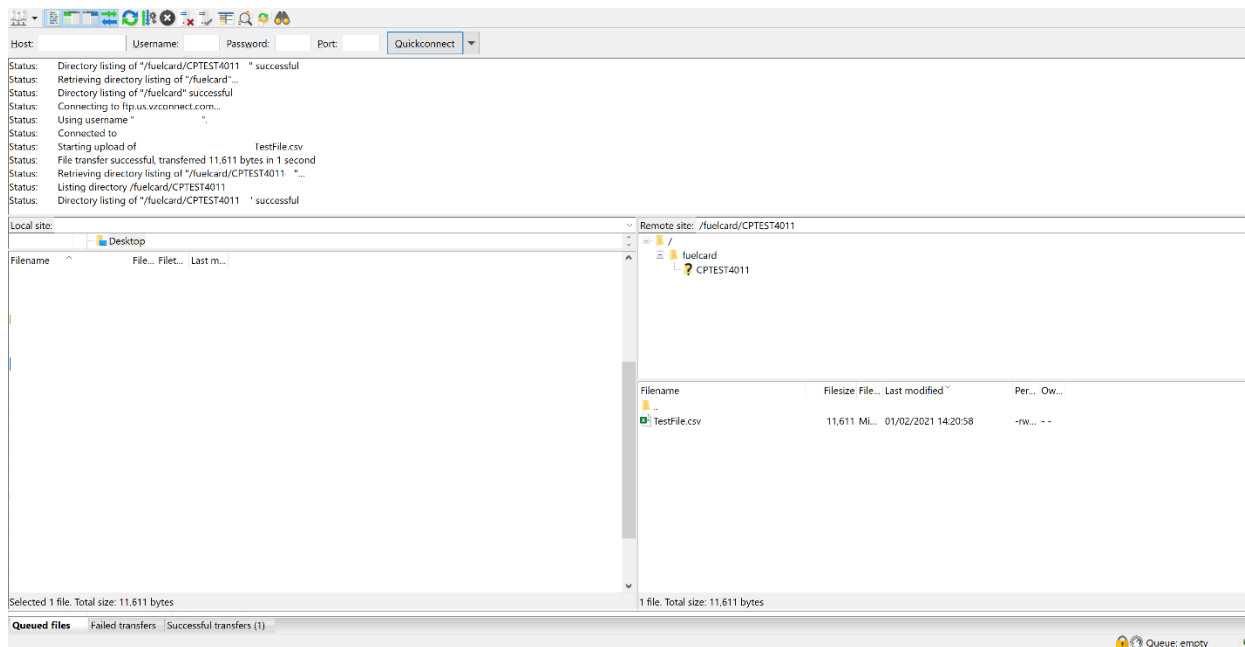 Host: Username: Password: Port: Quickconnect
Status: Directory listing of "/fuelcard/CPTEST4011 " successful
Status: Retrieving directory listing of "/fuelcard"...
Status: Directory listing of "/fuelcard" successful
Status: Connecting to ftp.us.vzconnect.com...
Status: Using username " ".
Status: Connected to
Status: Starting upload of TestFile.csv
Status: File transfer successful, transferred 11,611 bytes in 1 second
Status: Retrieving directory listing of "/fuelcard/CPTEST4011 "...
Status: Listing directory /fuelcard/CPTEST4011
Status: Directory listing of "/fuelcard/CPTEST4011 ' successful
Local site:
Desktop
Filename File... Filet... Last m...
Remote site: /fuelcard/CPTEST4011
/
fuelcard
CPTEST4011
Filename Filesize File... Last modified Per... Ow...
..
TestFile.csv 11,611 Mi... 01/02/2021 14:20:58 -rw... - -
Selected 1 file. Total size: 11,611 bytes
1 file. Total size: 11,611 bytes
Queued files Failed transfers Successful transfers (1)
Queue: empty